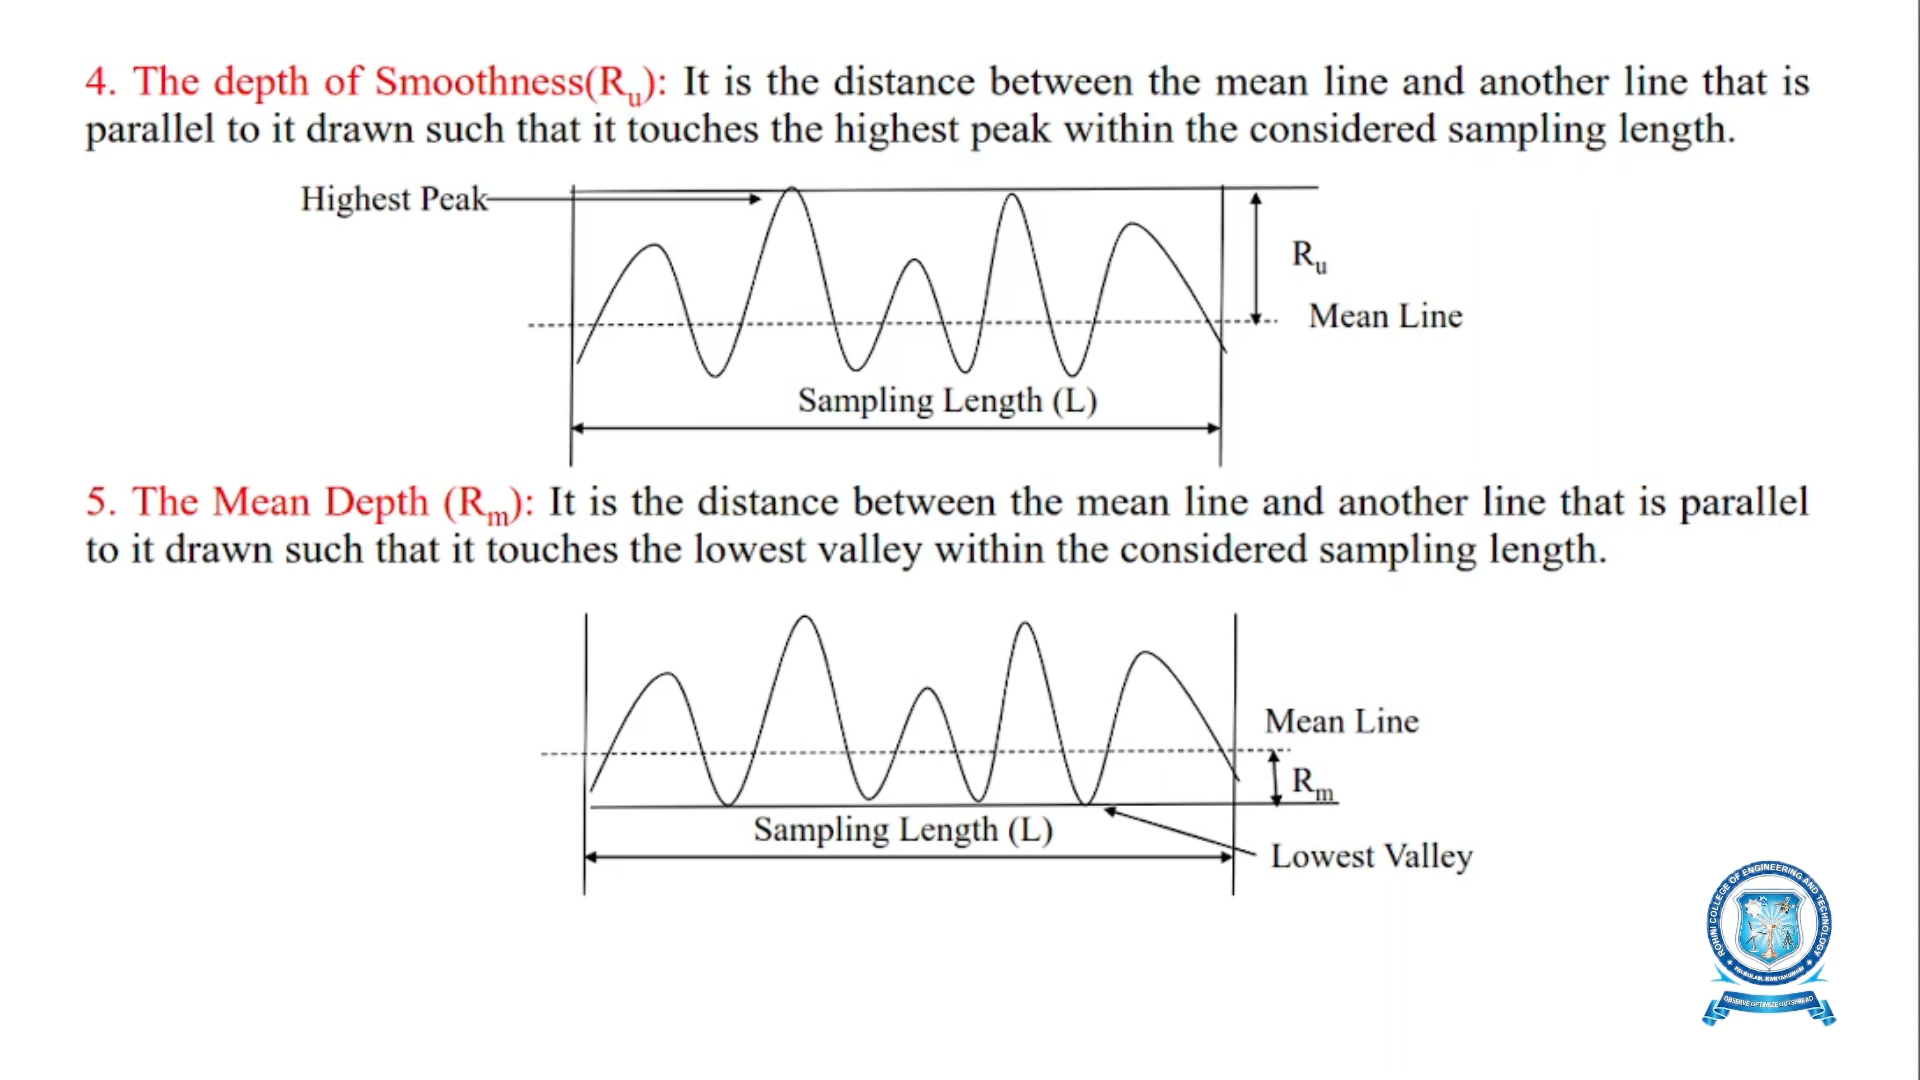 4. The depth of Smoothness(Ru): It is the distance between the mean line and another line that is
parallel to it drawn such that it touches the highest peak within the considered sampling length.
Highest Peak
Ru
Mean Line
Sampling Length (L)
5. The Mean Depth (Rm): It is the distance between the mean line and another line that is parallel
to it drawn such that it touches the lowest valley within the considered sampling length.
Mean Line
Rm
Sampling Length (L)
Lowest Valley
ROHINI COLLEGE OF ENGINEERING AND TECHNOLOGY